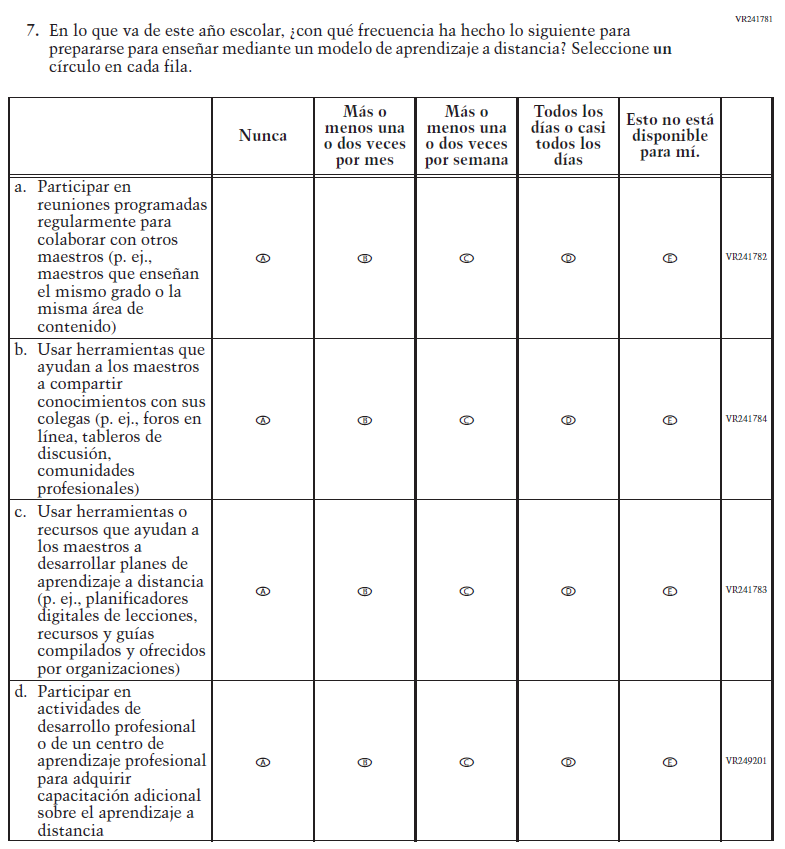 VR241781
7. En lo que va de este año escolar, ¿con qué frecuencia ha hecho lo siguiente para
prepararse para enseñar mediante un modelo de aprendizaje a distancia? Seleccione un
círculo en cada fila.
Nunca
Más o
menos una
o dos veces
por mes
Más o
menos una
o dos veces
por semana
Todos los
días o casi
todos los
días
Esto no está
disponible
para mí.
a. Participar en
reuniones programadas
regularmente para
colaborar con otros
maestros (p. ej.,
maestros que enseñan
el mismo grado o la
misma área de
contenido)
A B C D E VR241782
b. Usar herramientas que
ayudan a los maestros
a compartir
conocimientos con sus
colegas (p. ej., foros en
línea, tableros de
discusión,
comunidades
profesionales)
A B C D E VR241784
c. Usar herramientas o
recursos que ayudan a
los maestros a
desarrollar planes de
aprendizaje a distancia
(p. ej., planificadores
digitales de lecciones,
recursos y guías
compilados y ofrecidos
por organizaciones)
A B C D E VR241783
d. Participar en
actividades de
desarrollo profesional
o de un centro de
aprendizaje profesional
para adquirir
capacitación adicional
sobre el aprendizaje a
distancia
A B C D E VR249201